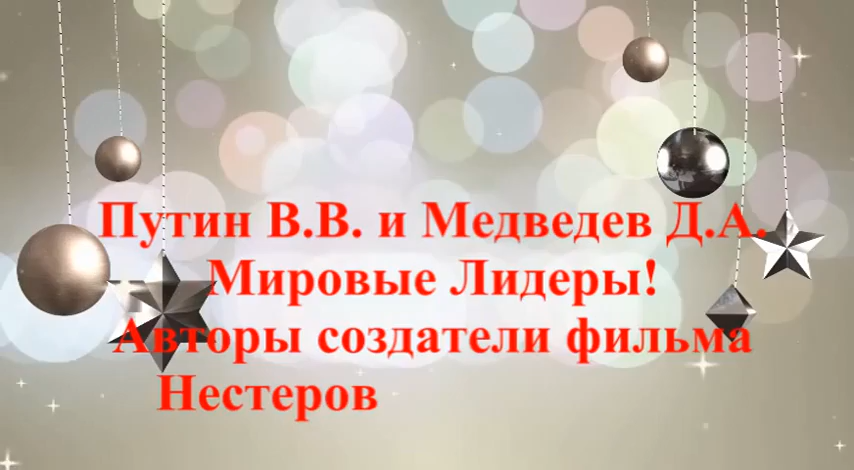 Путин В.В. и Медведев Д.А.
Мировые Лидеры!
Авторы создатели фильма
Нестеров